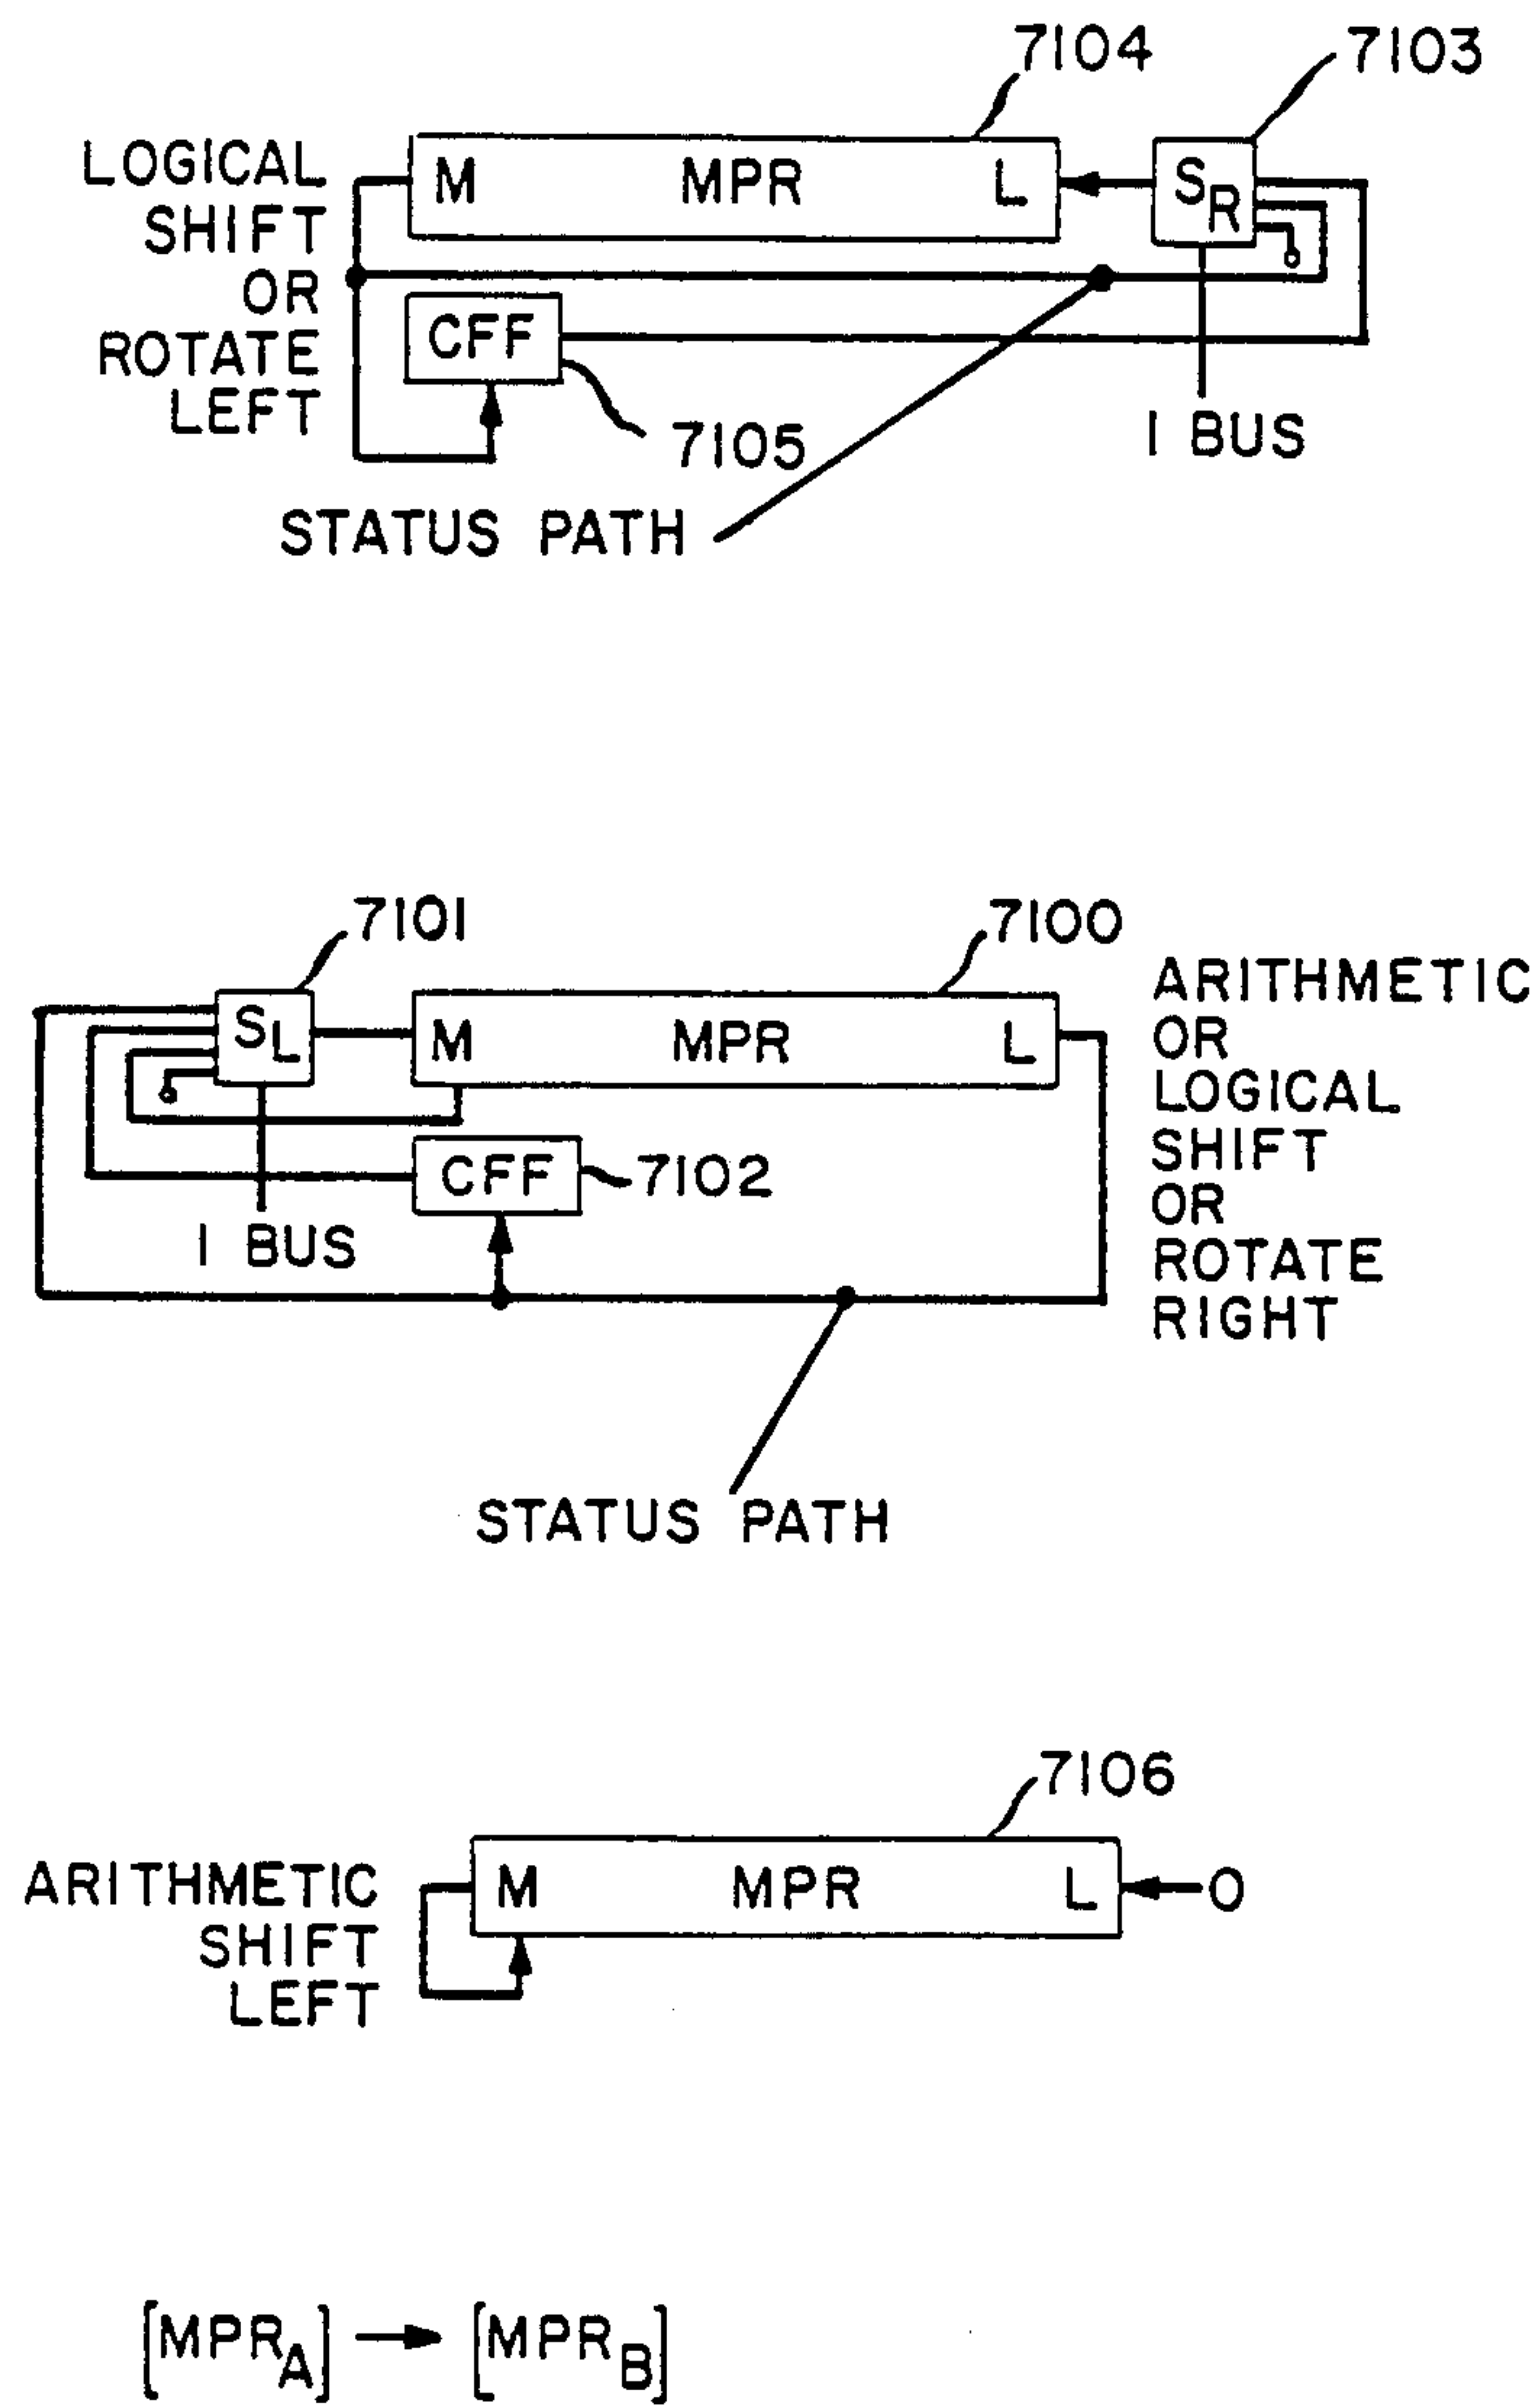 7104
7103
LOGICAL
SHIFT
OR
ROTATE
LEFT
M MPR L
SR
CFF
7105
I BUS
STATUS PATH
7101
7100
SL
M MPR L
ARITHMETIC
OR
LOGICAL
SHIFT
OR
ROTATE
RIGHT
CFF
7102
I BUS
STATUS PATH
7106
ARITHMETIC
SHIFT
LEFT
M MPR L
0
[MPRA] → [MPRB]